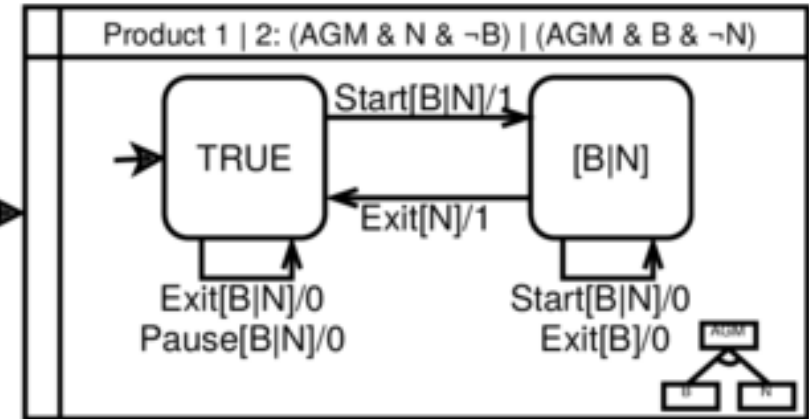 Product 1 | 2: (AGM & N & ¬B) | (AGM & B & ¬N)
Start[B|N]/1
TRUE
[B|N]
Exit[N]/1
Exit[B|N]/0
Pause[B|N]/0
Start[B|N]/0
Exit[B]/0
AGM
B
N